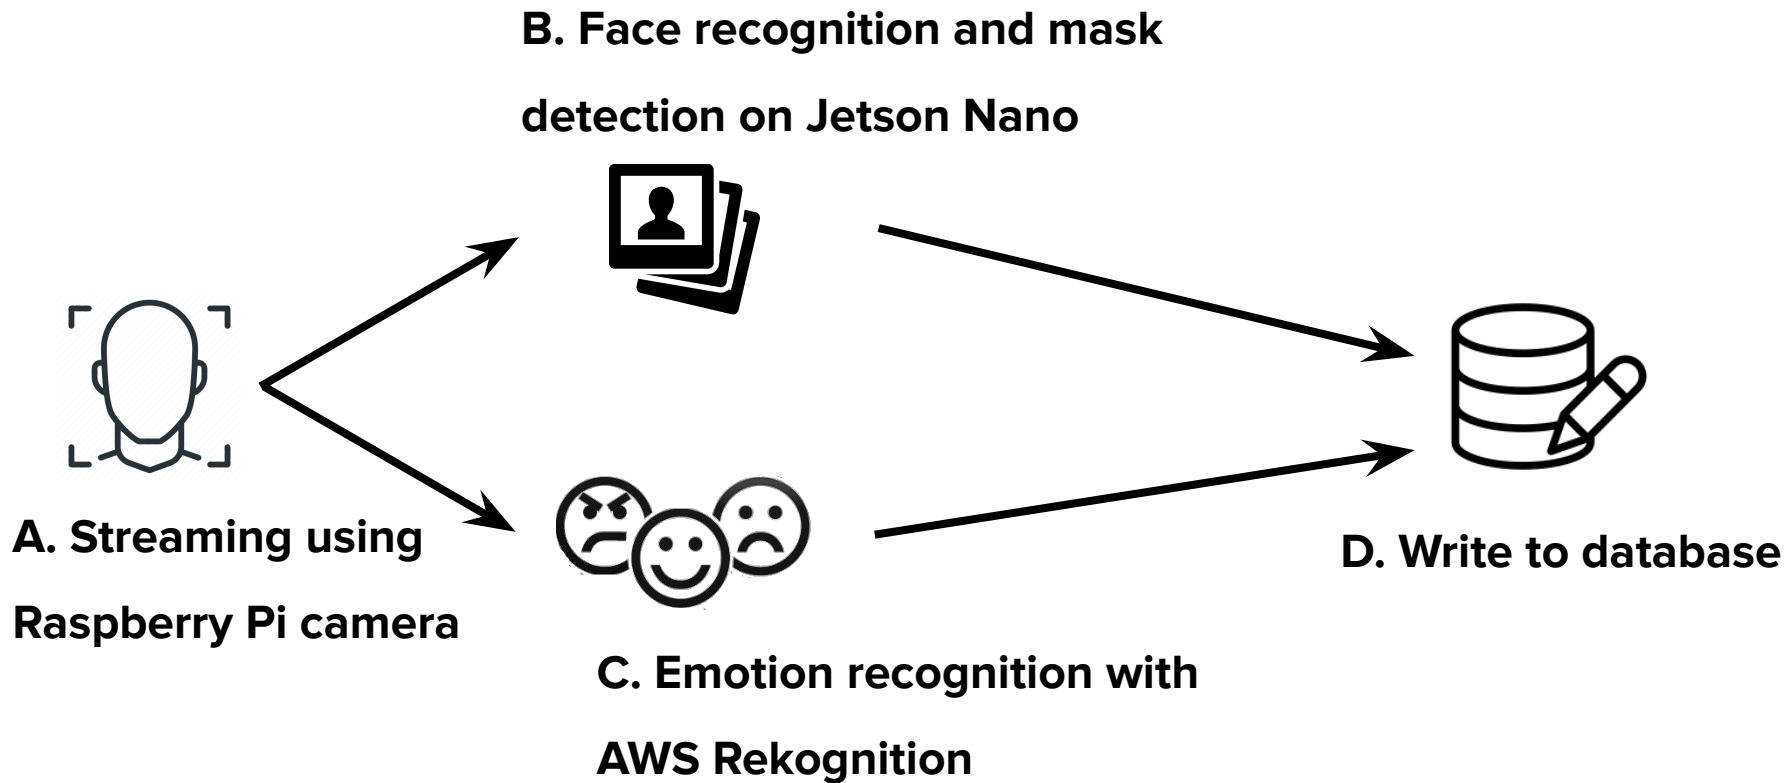 B. Face recognition and mask
detection on Jetson Nano
A. Streaming using
Raspberry Pi camera
C. Emotion recognition with
AWS Rekognition
D. Write to database